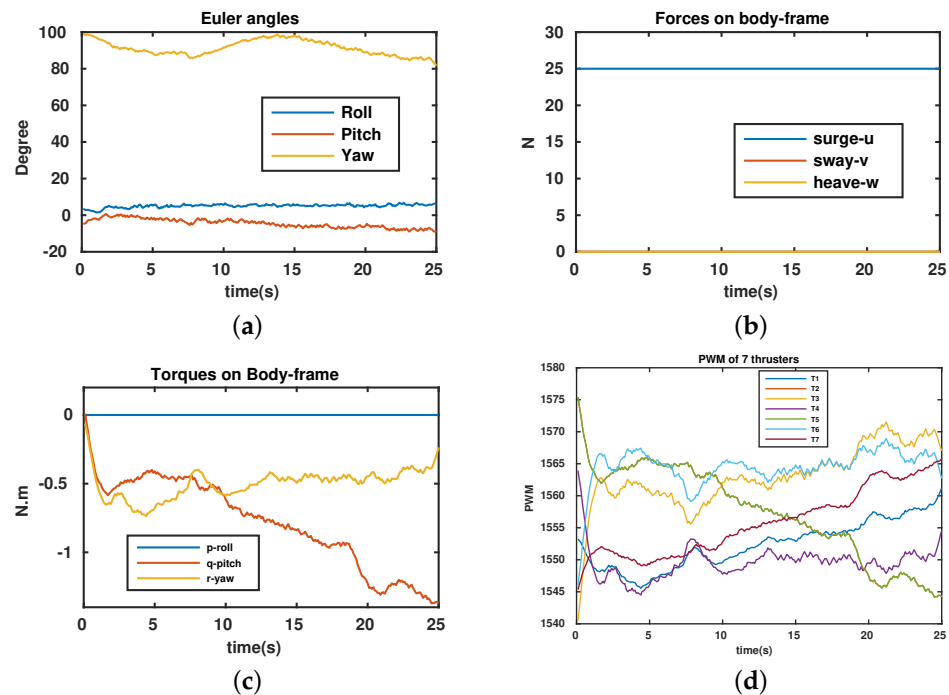 Euler angles
100
80
60
40
20
0
-20
Degree
Roll
Pitch
Yaw
0 5 10 15 20 25
time(s)
(a)
Forces on body-frame
30
25
20
15
10
5
0
N
surge-u
sway-v
heave-w
0 5 10 15 20 25
time(s)
(b)
Torques on Body-frame
0
-0.5
-1
N.m
p-roll
q-pitch
r-yaw
0 5 10 15 20 25
time(s)
(c)
PWM of 7 thrusters
1580
1570
1565
1560
1555
1550
1545
1540
PWM
T1
T2
T3
T4
T5
T6
T7
0 5 10 15 20 25
time(s)
(d)